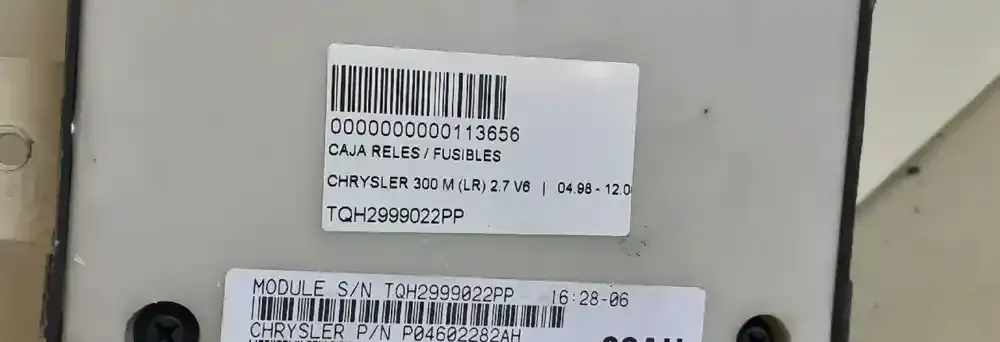 0000000000113656
CAJA RELES / FUSIBLES
CHRYSLER 300 M (LR) 2.7 V6 | 04.98 - 12.0
TQH2999022PP
MODULE S/N TQH2999022PP 16:28-06
CHRYSLER P/N P04602282AH